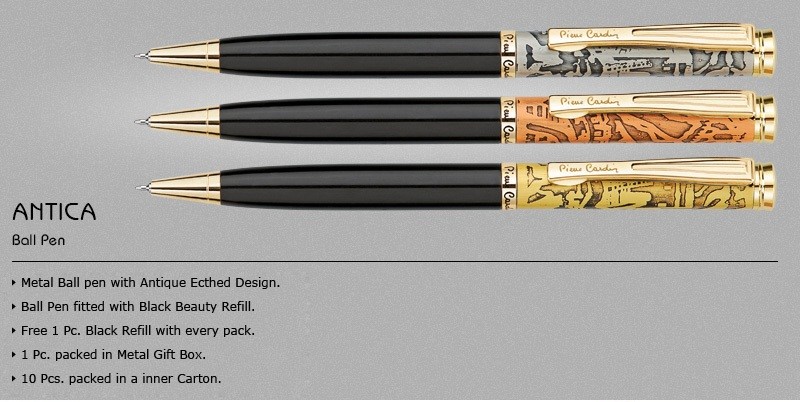 Pierre Cardin
Pierre Cardin
Pierre Cardin
ANTICA
Ball Pen
Metal Ball pen with Antique Ecthed Design.
Ball Pen fitted with Black Beauty Refill.
Free 1 Pc. Black Refill with every pack.
1 Pc. packed in Metal Gift Box.
10 Pcs. packed in a inner Carton.